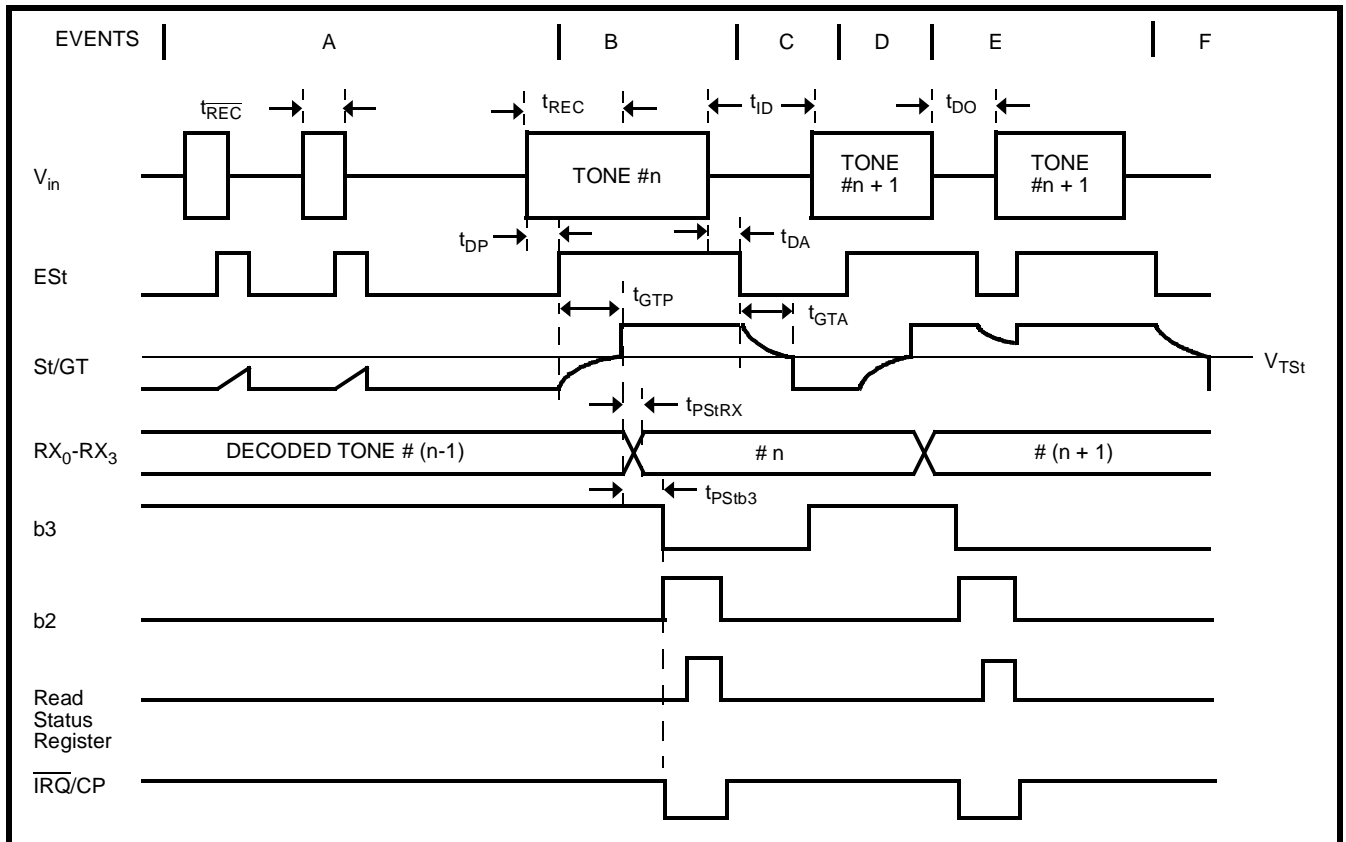 EVENTS A B C D E F
tREC tREC tID tDO
Vin TONE #n TONE #n + 1 TONE #n + 1
tDP tDA
ESt
tGTP tGTA
St/GT VTSt
tPStRX
RX0-RX3 DECODED TONE # (n-1) # n # (n + 1)
tPStb3
b3
b2
Read
Status
Register
IRQ/CP